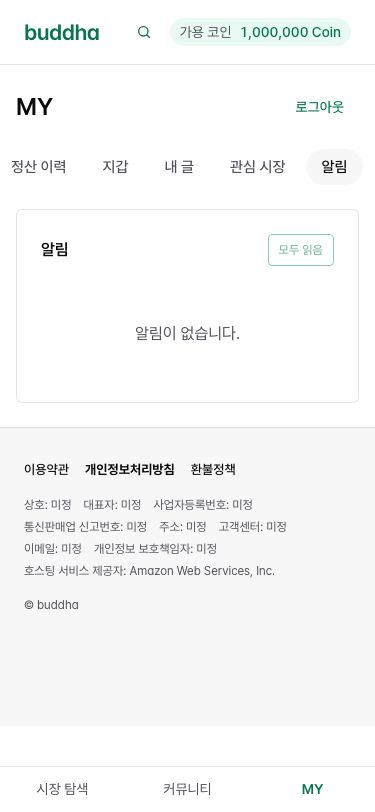 buddha 가용 코인 1,000,000 Coin
MY 로그아웃
정산 이력 지갑 내 글 관심 시장 알림
알림 모두 읽음
알림이 없습니다.
이용약관 개인정보처리방침 환불정책
상호: 미정 대표자: 미정 사업자등록번호: 미정
통신판매업 신고번호: 미정 주소: 미정 고객센터: 미정
이메일: 미정 개인정보 보호책임자: 미정
호스팅 서비스 제공자: Amazon Web Services, Inc.
© buddha
시장 탐색 커뮤니티 MY